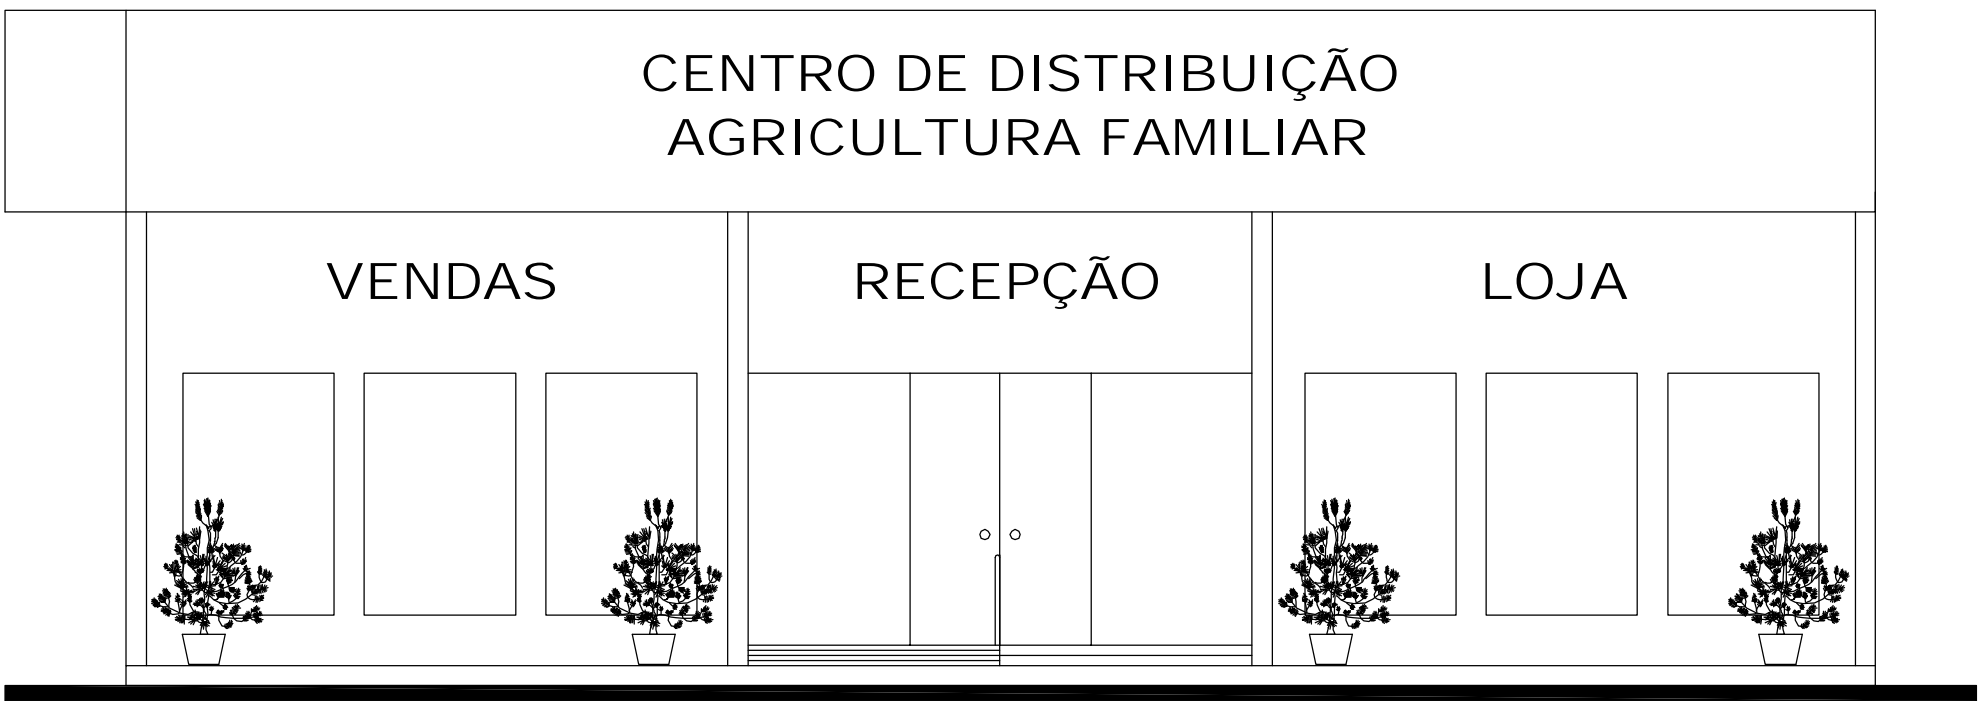 CENTRO DE DISTRIBUIÇÃO
AGRICULTURA FAMILIAR
VENDAS
RECEPÇÃO
LOJA